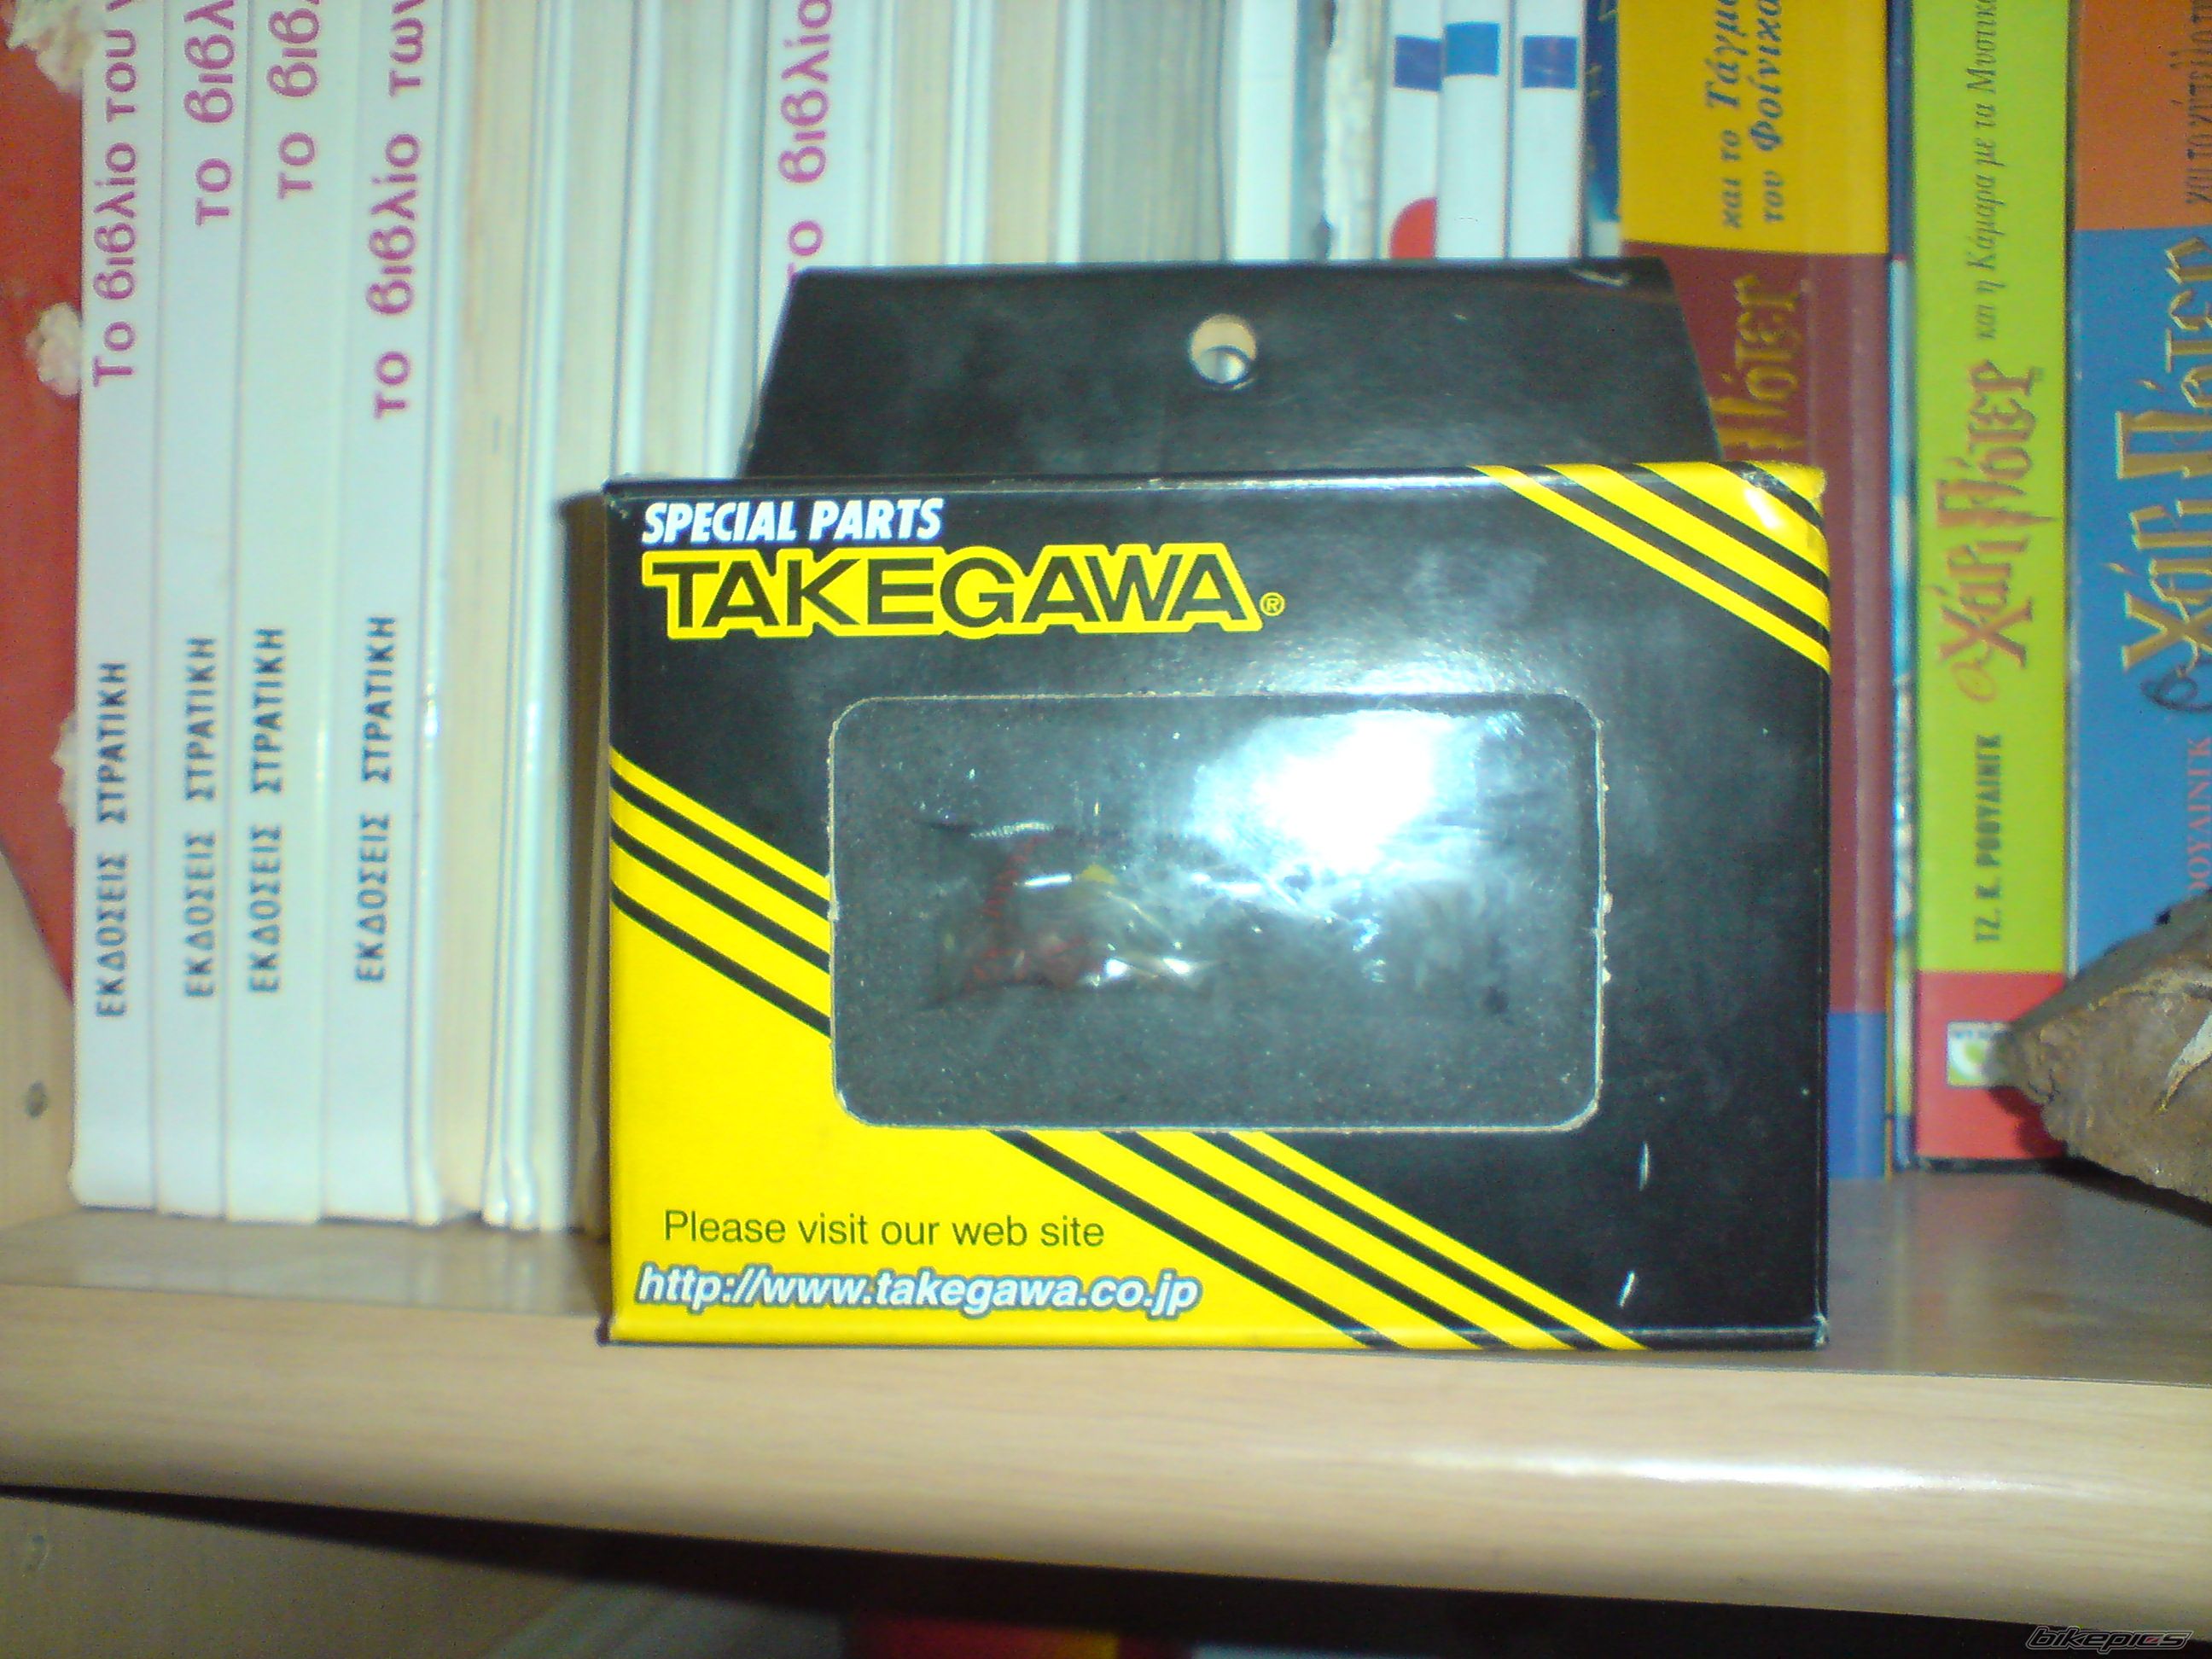 Το βιβλίο του
ΕΚΔΟΣΕΙΣ ΣΤΡΑΤΙΚΗ
το
ΕΚΔΟΣΕΙΣ ΣΤΡΑΤΙΚΗ
το
ΕΚΔΟΣΕΙΣ ΣΤΡΑΤΙΚΗ
το βιβλίο των
ΕΚΔΟΣΕΙΣ ΣΤΡΑΤΙΚΗ
το βιβλίο
SPECIAL PARTS
TAKEGAWA®
Please visit our web site
http://www.takegawa.co.jp
και το Τάγμα
του Φοίνικα
Πότερ
ΤΖ. Κ. ΡΟΟΥΛΙΝΓΚ
ο Χάρι Πότερ
και η Κάμαρα με τα Μυστικά
ο Χάρι Πότερ
bikepics